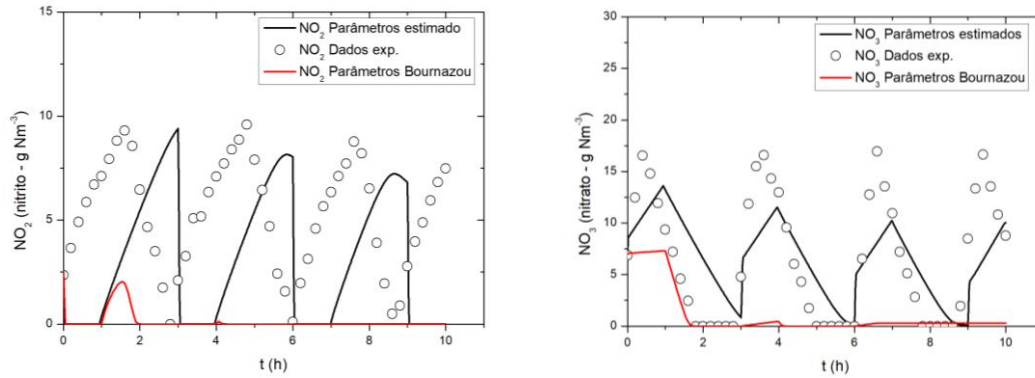 NO2 Parâmetros estimado
NO2 Dados exp.
NO2 Parâmetros Bournazou
15
10
5
0
NO2 (nitrito - g Nm-3)
0 2 4 6 8 10
t (h)
NO3 Parâmetros estimados
NO3 Dados exp.
NO3 Parâmetros Bournazou
30
25
20
15
10
5
0
NO3 (nitrato - g Nm-3)
0 2 4 6 8 10
t (h)